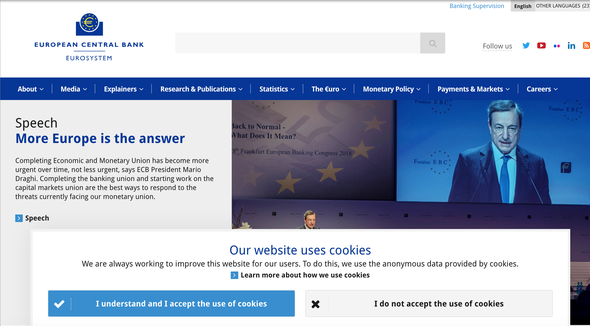 Banking Supervision
English
OTHER LANGUAGES (23)
EUROPEAN CENTRAL BANK
EUROSYSTEM
Follow us
About
Media
Explainers
Research & Publications
Statistics
The €uro
Monetary Policy
Payments & Markets
Careers
Speech
More Europe is the answer
Completing Economic and Monetary Union has become more
urgent over time, not less urgent, says ECB President Mario
Draghi. Completing the banking union and starting work on the
capital markets union are the best ways to respond to the
threats currently facing our monetary union.
Speech
Back to Normal -
What Does It Mean?
Frankfurt European Banking Congress
Our website uses cookies
We are always working to improve this website for our users. To do this, we use the anonymous data provided by cookies.
Learn more about how we use cookies
I understand and I accept the use of cookies
I do not accept the use of cookies